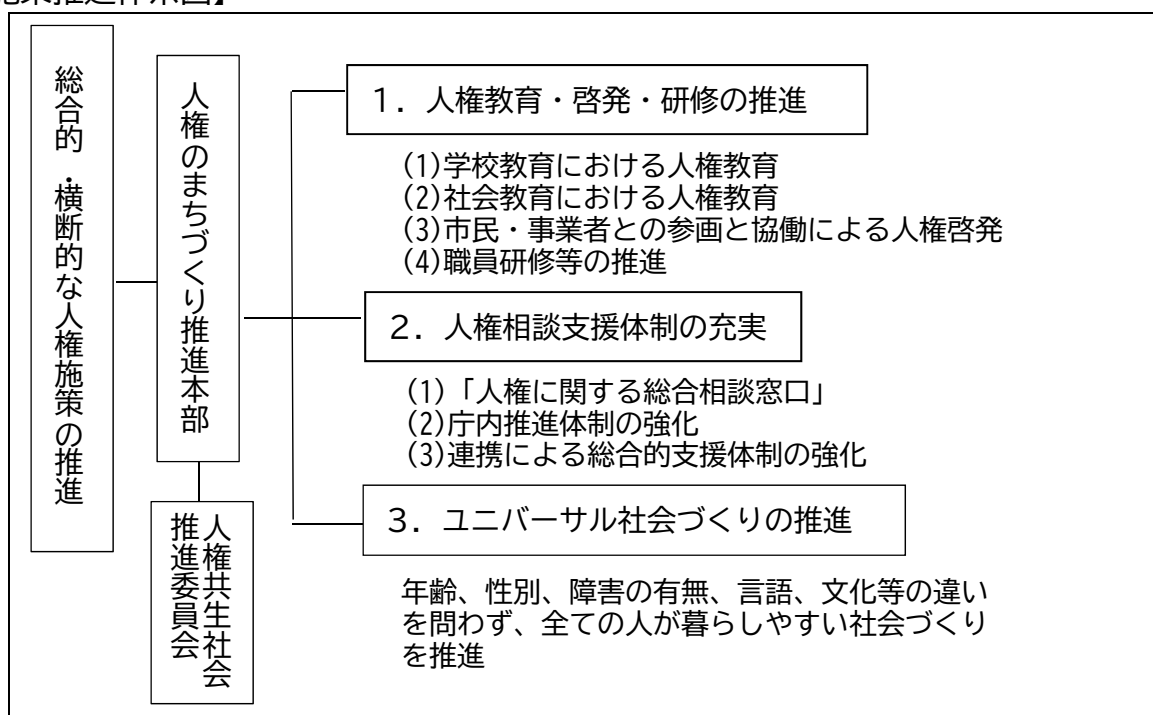 施策推進体系図】
総合的・横断的な人権施策の推進
人権のまちづくり推進本部
人権共生社会
推進委員会
1．人権教育・啓発・研修の推進
(1)学校教育における人権教育
(2)社会教育における人権教育
(3)市民・事業者との参画と協働による人権啓発
(4)職員研修等の推進
2．人権相談支援体制の充実
(1)「人権に関する総合相談窓口」
(2)庁内推進体制の強化
(3)連携による総合的支援体制の強化
3．ユニバーサル社会づくりの推進
年齢、性別、障害の有無、言語、文化等の違い
を問わず、全ての人が暮らしやすい社会づくり
を推進